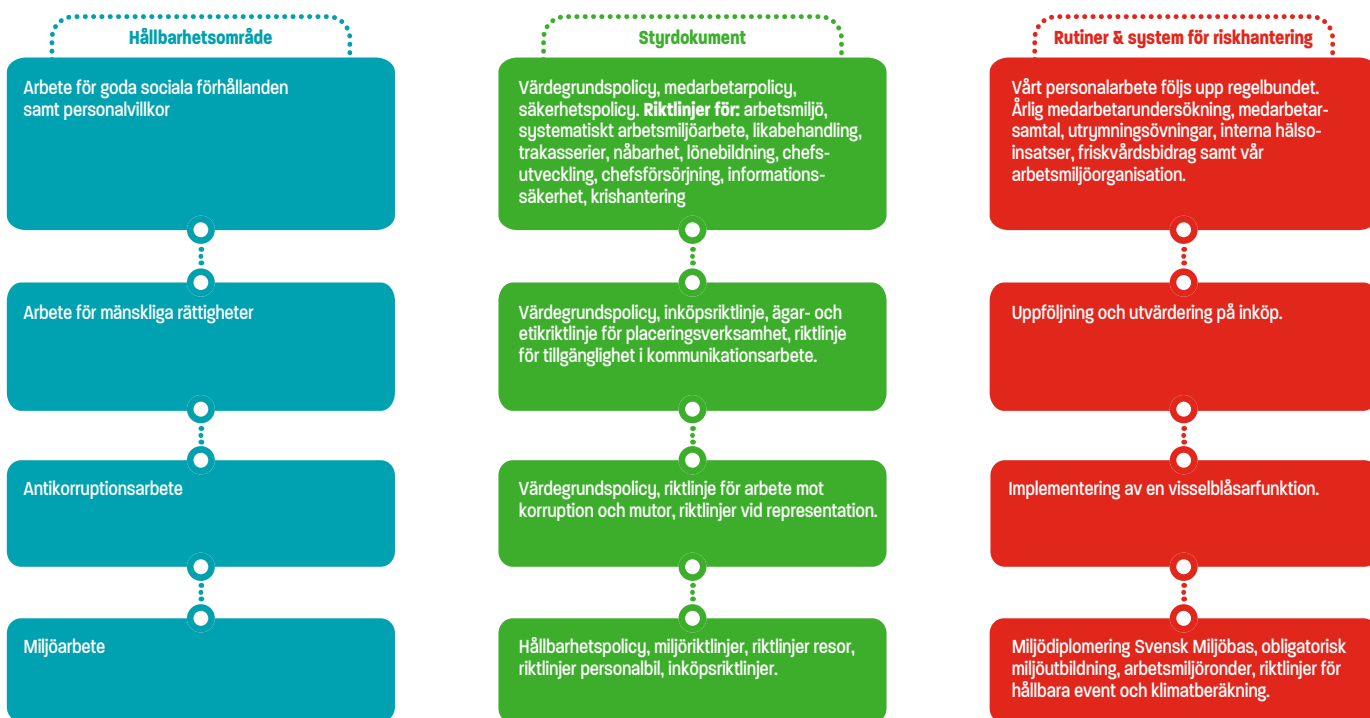 Hållbarhetsområde
Arbete för goda sociala förhållanden
samt personalvillkor
Arbete för mänskliga rättigheter
Antikorruptionsarbete
Miljöarbete
Styrdokument
Värdegrundspolicy, medarbetarpolicy,
säkerhetspolicy. Riktlinjer för: arbetsmiljö,
systematiskt arbetsmiljöarbete, likabehandling,
trakasserier, nåbarhet, lönebildning, chefs-
utveckling, chefsförsörjning, informations-
säkerhet, krishantering
Värdegrundspolicy, inköpsriktlinje, ägar- och
etikriktlinje för placeringsverksamhet, riktlinje
för tillgänglighet i kommunikationsarbete.
Värdegrundspolicy, riktlinje för arbete mot
korruption och mutor, riktlinjer vid representation.
Hållbarhetspolicy, miljöriktlinjer, riktlinjer resor,
riktlinjer personalbil, inköpsriktlinjer.
Rutiner & system för riskhantering
Vårt personalarbete följs upp regelbundet.
Årlig medarbetarundersökning, medarbetar-
samtal, utrymningsövningar, interna hälso-
insatser, friskvårdsbidrag samt vår
arbetsmiljöorganisation.
Uppföljning och utvärdering på inköp.
Implementering av en visselblåsarfunktion.
Miljödiplomering Svensk Miljöbas, obligatorisk
miljöutbildning, arbetsmiljöronder, riktlinjer för
hållbara event och klimatberäkning.